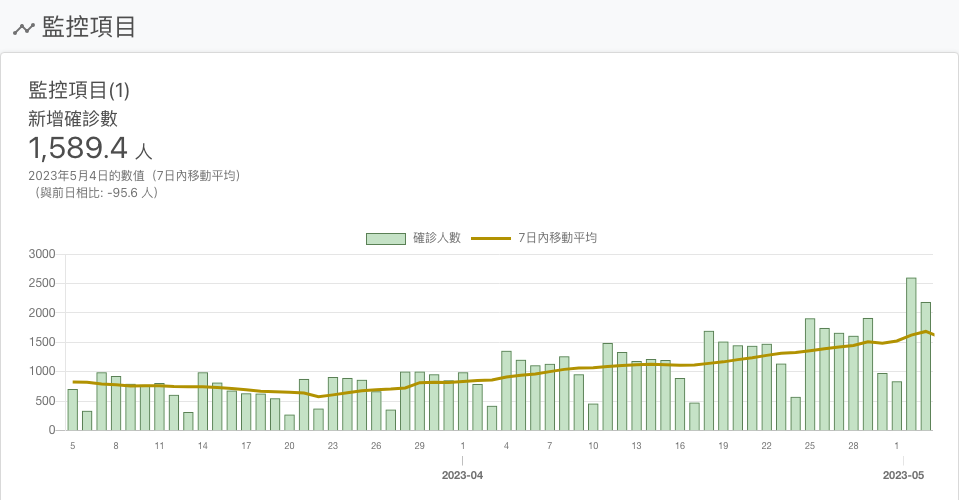 監控項目
監控項目(1)
新增確診數
1,589.4 人
2023年5月4日的數值（7日內移動平均）
（與前日相比: -95.6 人）
確診人數 7日內移動平均
3000
2500
2000
1500
1000
500
0
5 8 11 14 17 20 23 26 29 1 4 7 10 13 16 19 22 25 28 1
2023-04 2023-05